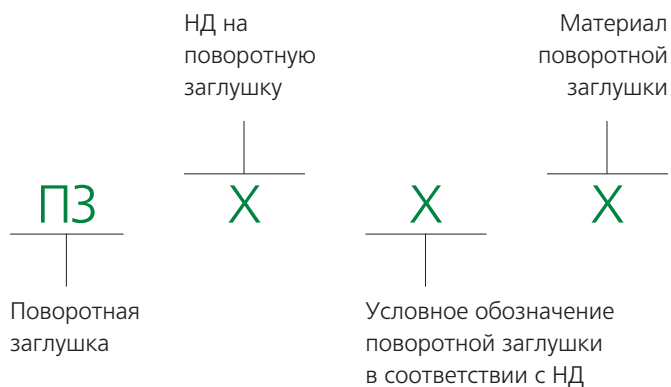 НД на
поворотную
заглушку
Материал
поворотной
заглушки
ПЗ X X X
Поворотная
заглушка
Условное обозначение
поворотной заглушки
в соответствии с НД